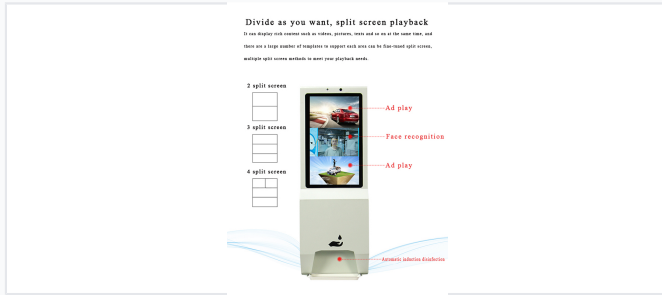 Divide as you want, split screen playback
It can display rich content such as videos, pictures, texts and so on at the same time, and
there are a large number of templates to support each area can be fine-tuned split screen,
multiple split screen methods to meet your playback needs.
2 split screen
Ad play
3 split screen
Face recognition
Ad play
4 split screen
Automatic induction disinfection